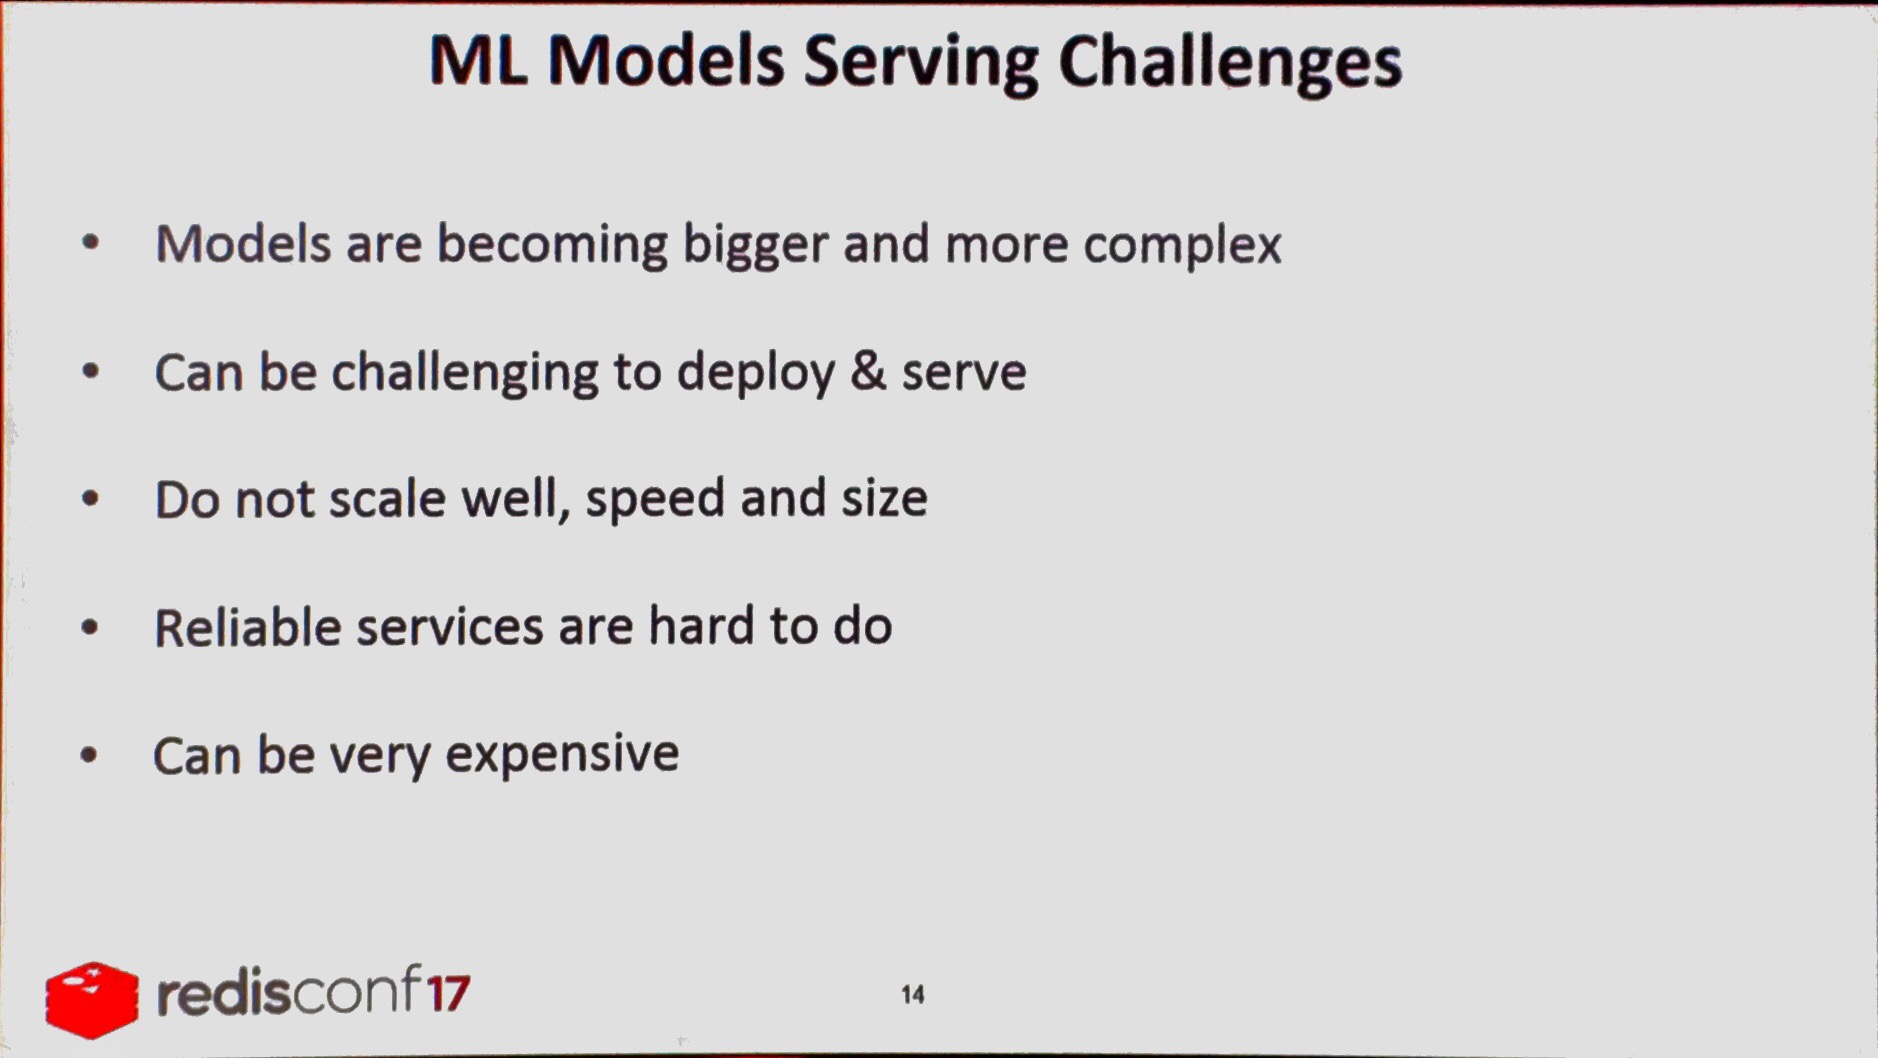 ML Models Serving Challenges
• Models are becoming bigger and more complex
• Can be challenging to deploy & serve
• Do not scale well, speed and size
• Reliable services are hard to do
• Can be very expensive
redisconf17
14